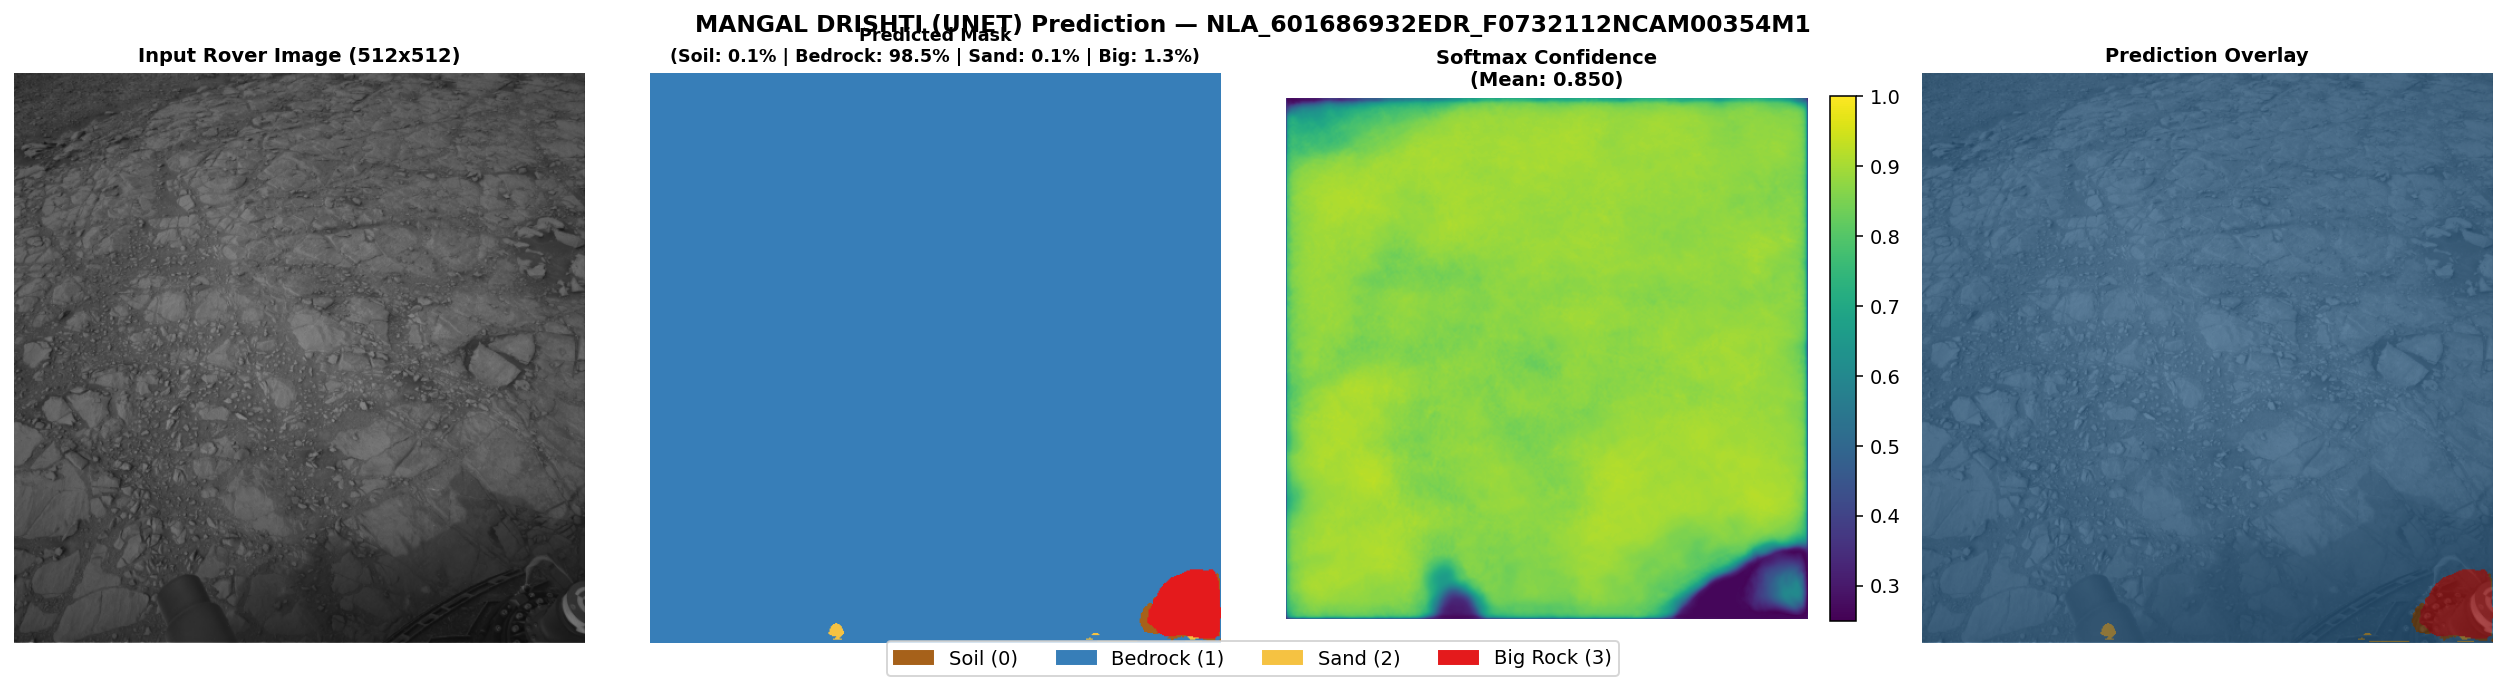 MANGAL DRISHTI (UNET) Prediction — NLA_601686932EDR_F0732112NCAM00354M1
Input Rover Image (512x512)
Predicted Mask
(Soil: 0.1% | Bedrock: 98.5% | Sand: 0.1% | Big: 1.3%)
Softmax Confidence
(Mean: 0.850)
Prediction Overlay
1.0
0.9
0.8
0.7
0.6
0.5
0.4
0.3
Soil (0)
Bedrock (1)
Sand (2)
Big Rock (3)